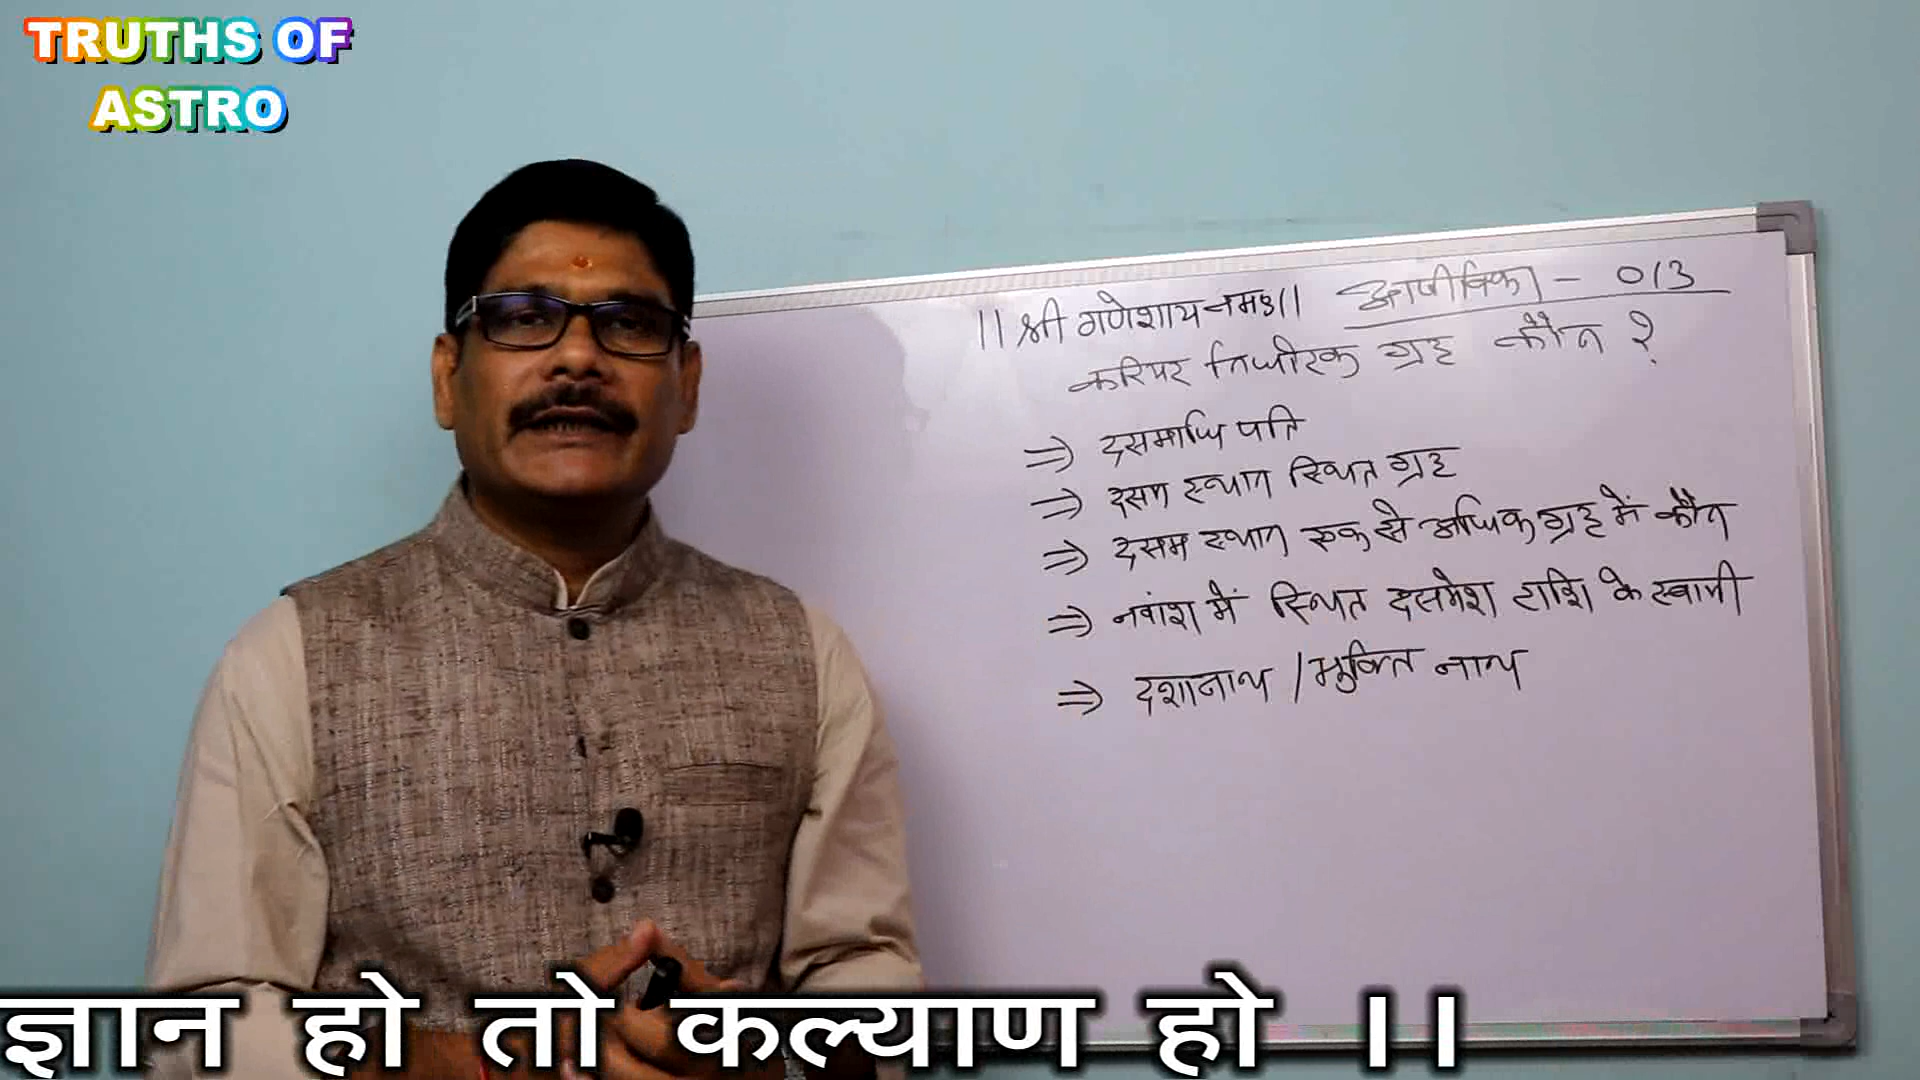 TRUTHS OF
ASTRO
।। श्री गणेशाय नमः।। आजीविका - 013
करियर निर्धारक ग्रह कौन ?
⇒ दसमाधि पति
⇒ दसम स्थान स्थित ग्रह
⇒ दसम स्थान एक से अधिक ग्रह में कौन
⇒ नवांश में स्थित दसमेश राशि के स्वामी
⇒ दशानाथ / भुक्ति नाथ
ज्ञान हो तो कल्याण हो ।।